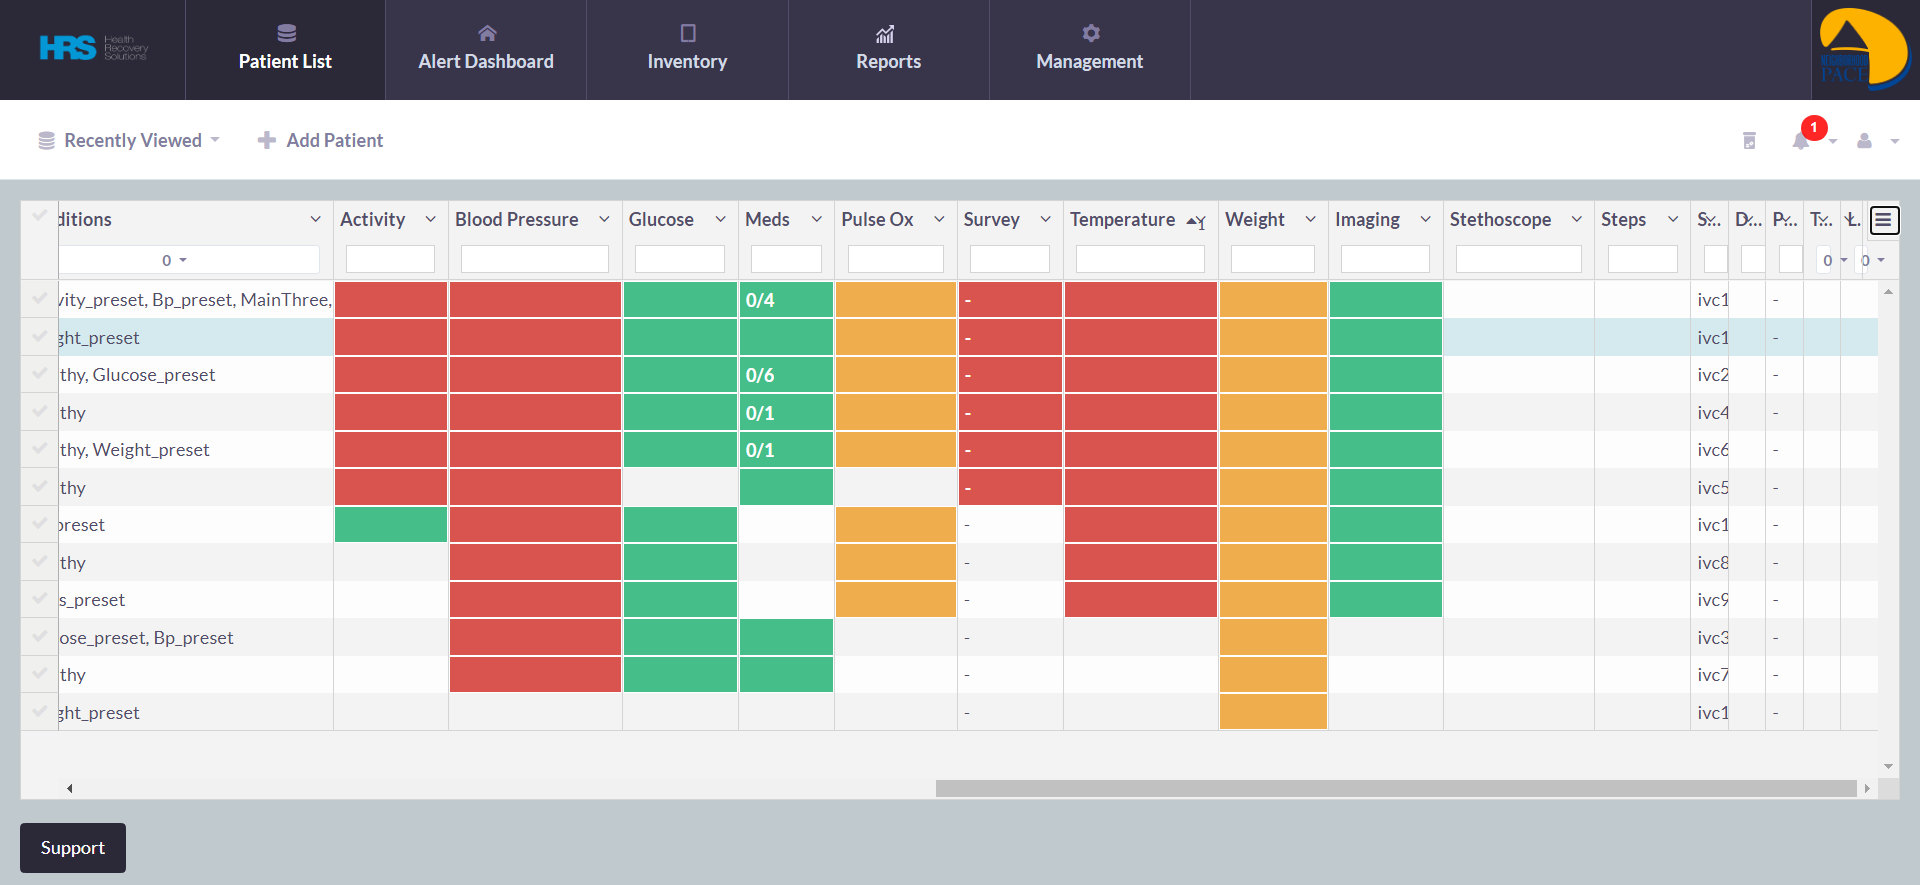 HRS Health Recovery Solutions
Patient List
Alert Dashboard
Inventory
Reports
Management
PACE
Recently Viewed
Add Patient
1
ditions Activity Blood Pressure Glucose Meds Pulse Ox Survey Temperature 1 Weight Imaging Stethoscope Steps S... D... P... T... L.
0 0 0
vity_preset, Bp_preset, MainThree, 0/4 - ivc1 -
ght_preset - ivc1 -
thy, Glucose_preset 0/6 - ivc2 -
thy 0/1 - ivc4 -
thy, Weight_preset 0/1 - ivc6 -
thy - ivc5 -
preset - ivc1 -
thy - ivc8 -
s_preset - ivc9 -
ose_preset, Bp_preset - ivc3 -
thy - ivc7 -
ght_preset - ivc1 -
Support